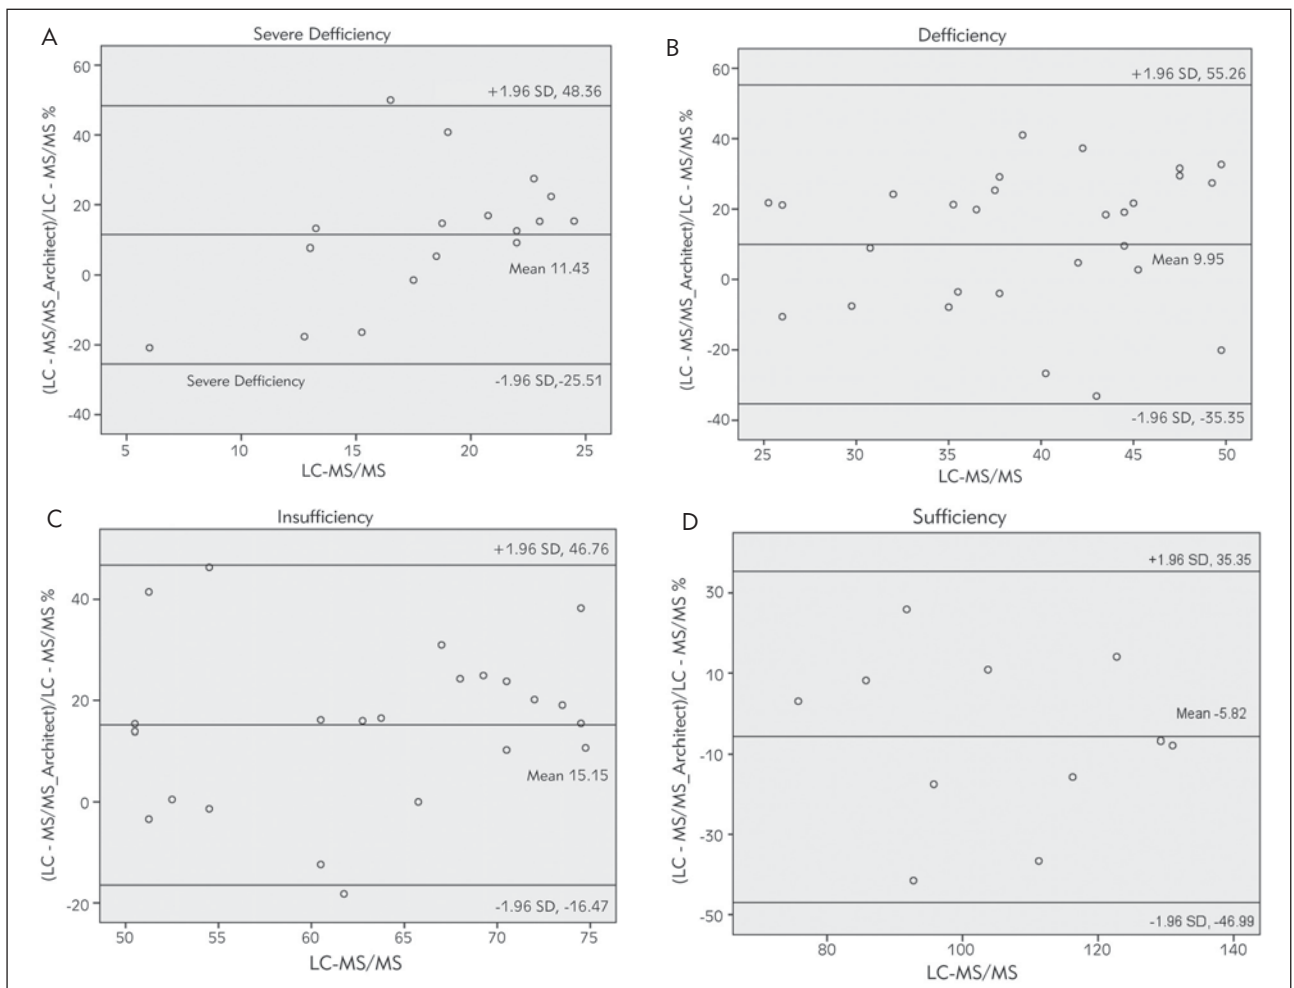 A
Severe Defficiency
(LC - MS/MS_Architect)/LC - MS/MS %
60
40
20
0
-20
-40
+1.96 SD, 48.36
Mean 11.43
Severe Defficiency
-1.96 SD,-25.51
5
10
15
20
25
LC-MS/MS
B
Defficiency
(LC - MS/MS_Architect)/LC - MS/MS %
60
40
20
0
-20
-40
+1.96 SD, 55.26
Mean 9.95
-1.96 SD, -35.35
25
30
35
40
45
50
LC-MS/MS
C
Insufficiency
(LC - MS/MS_Architect)/LC - MS/MS %
40
20
0
-20
+1.96 SD, 46.76
Mean 15.15
-1.96 SD, -16.47
50
55
60
65
70
75
LC-MS/MS
D
Sufficiency
(LC - MS/MS_Architect)/LC - MS/MS %
30
10
-10
-30
-50
+1.96 SD, 35.35
Mean -5.82
-1.96 SD, -46.99
80
100
120
140
LC-MS/MS